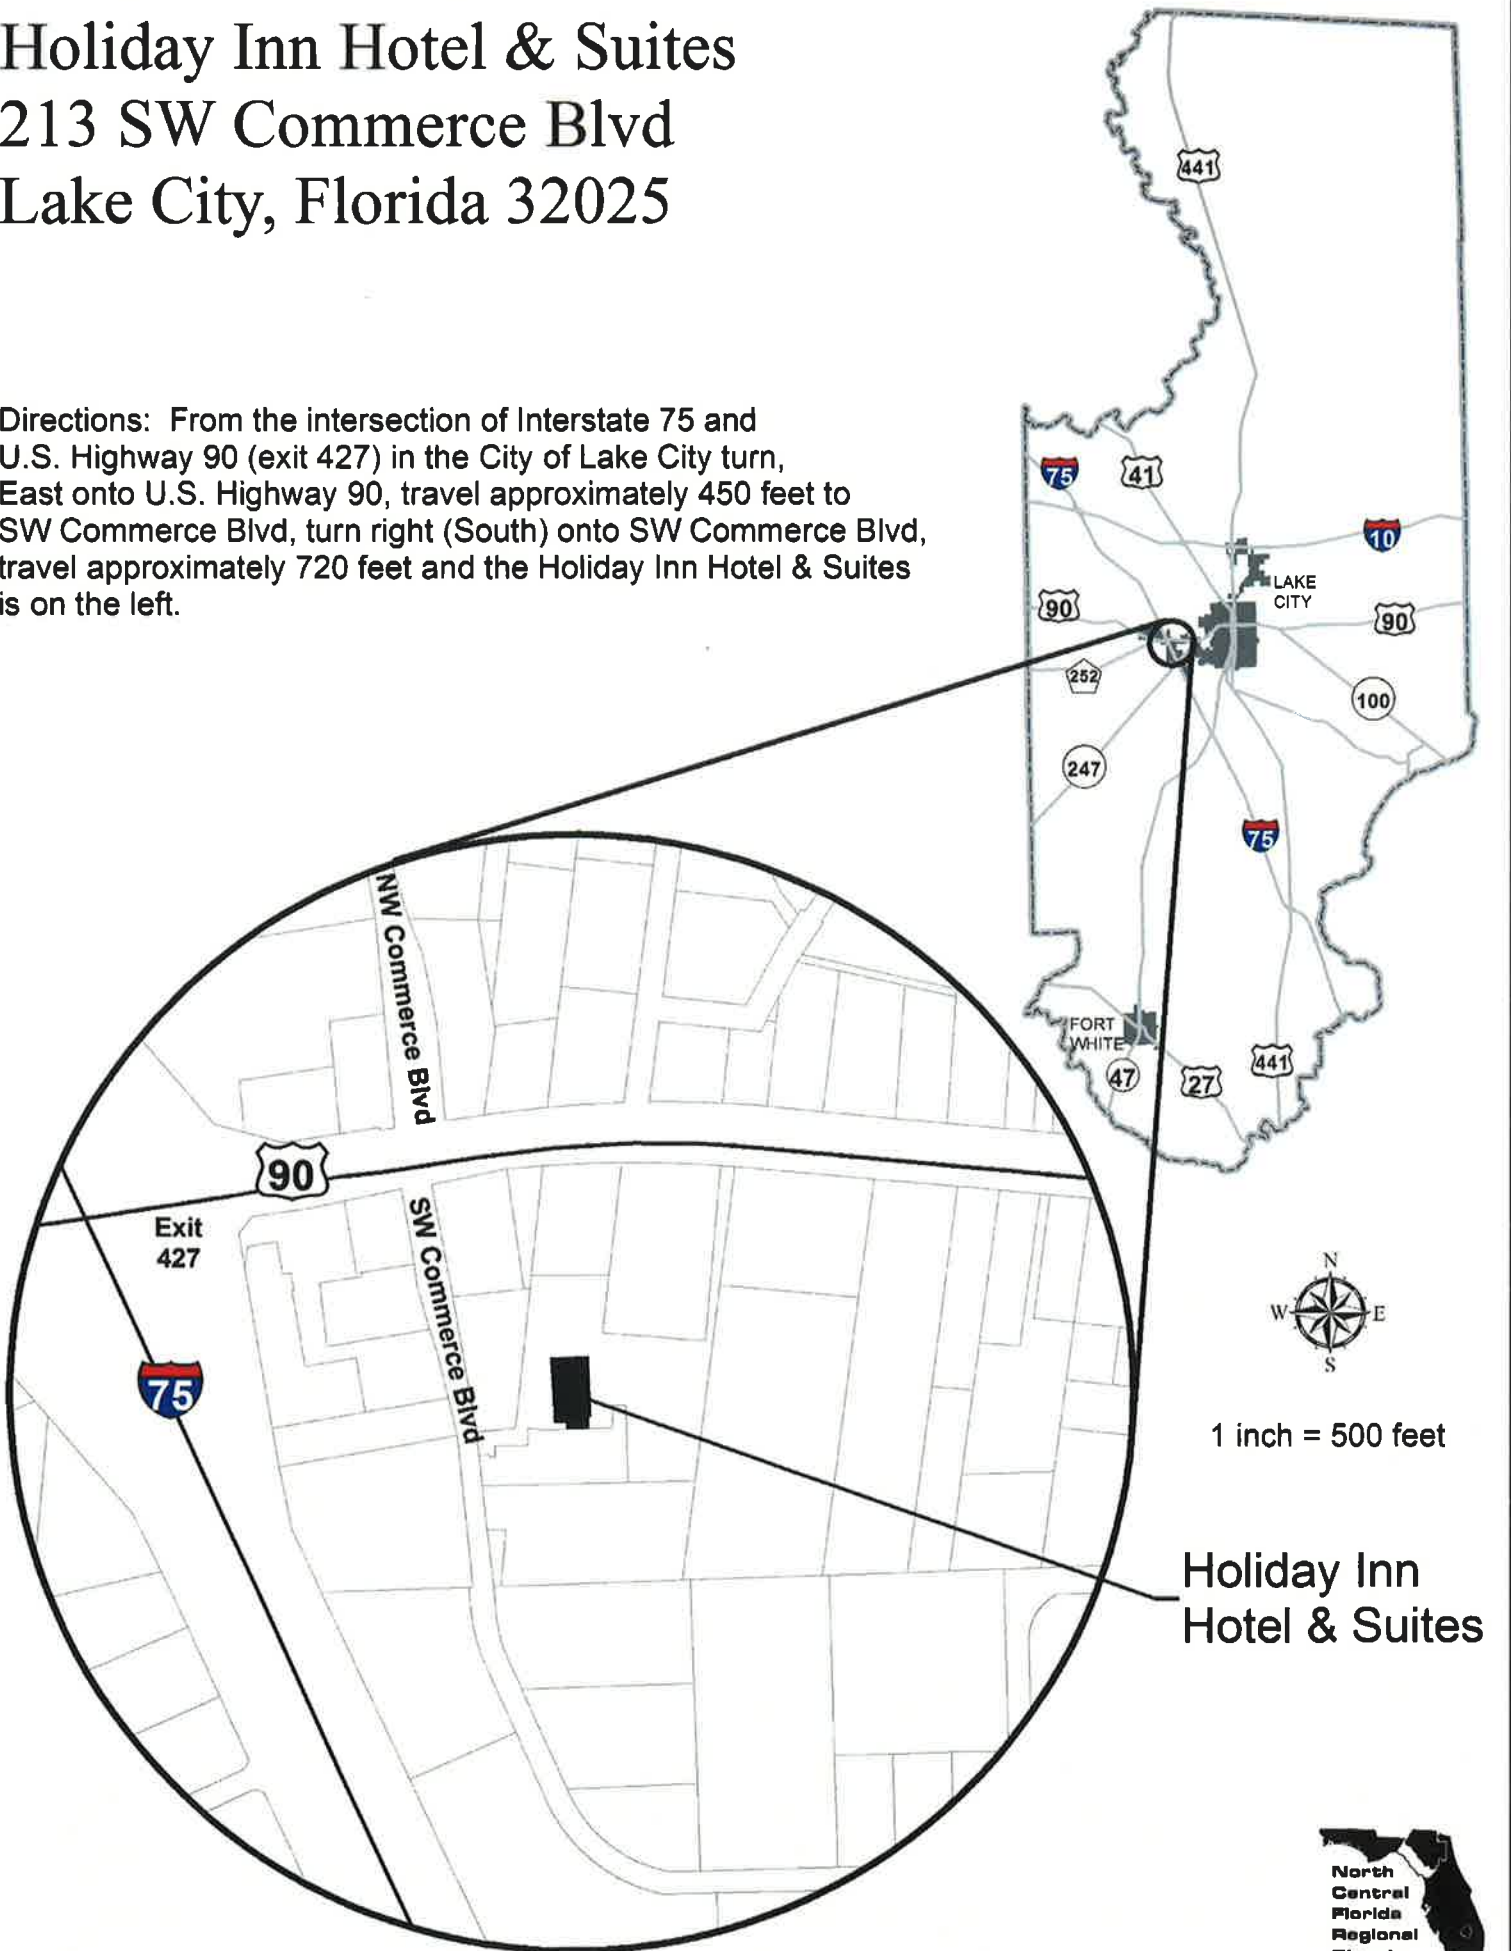 Holiday Inn Hotel & Suites
213 SW Commerce Blvd
Lake City, Florida 32025
Directions: From the intersection of Interstate 75 and
U.S. Highway 90 (exit 427) in the City of Lake City turn,
East onto U.S. Highway 90, travel approximately 450 feet to
SW Commerce Blvd, turn right (South) onto SW Commerce Blvd,
travel approximately 720 feet and the Holiday Inn Hotel & Suites
is on the left.
441
75
41
10
LAKE
CITY
90
90
252
100
247
75
FORT
WHITE
47
27
441
NW Commerce Blvd
90
Exit
427
SW Commerce Blvd
75
N
W
E
S
1 inch = 500 feet
Holiday Inn
Hotel & Suites
North
Central
Florida
Regional